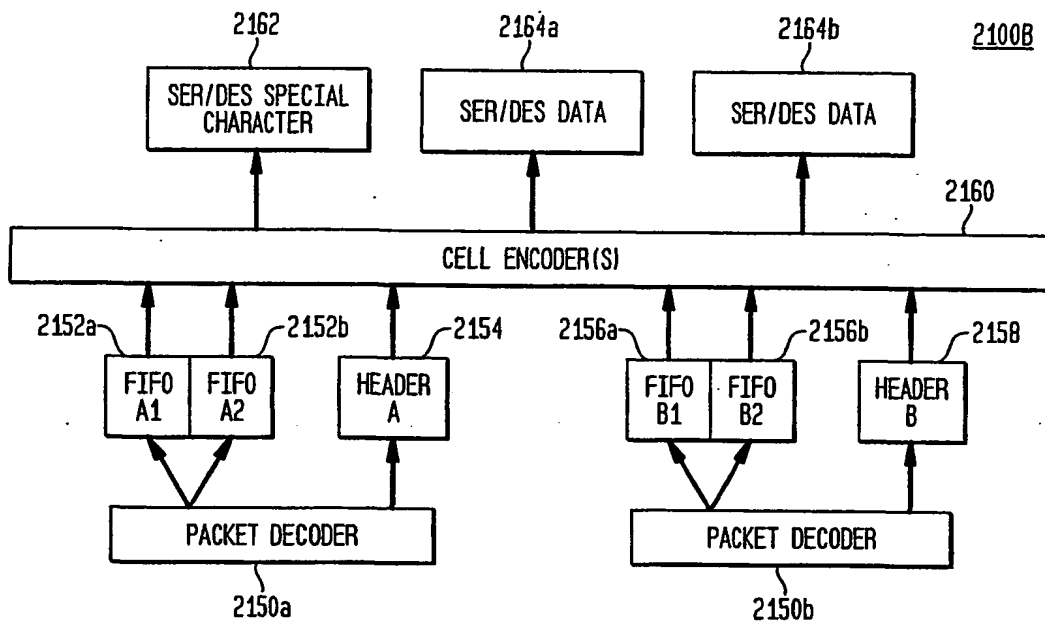 2162
2164a
2164b
2100B
SER/DES SPECIAL
CHARACTER
SER/DES DATA
SER/DES DATA
2160
CELL ENCODER(S)
2152a
2152b
2154
2156a
2156b
2158
FIFO
A1
FIFO
A2
HEADER
A
FIFO
B1
FIFO
B2
HEADER
B
PACKET DECODER
PACKET DECODER
2150a
2150b